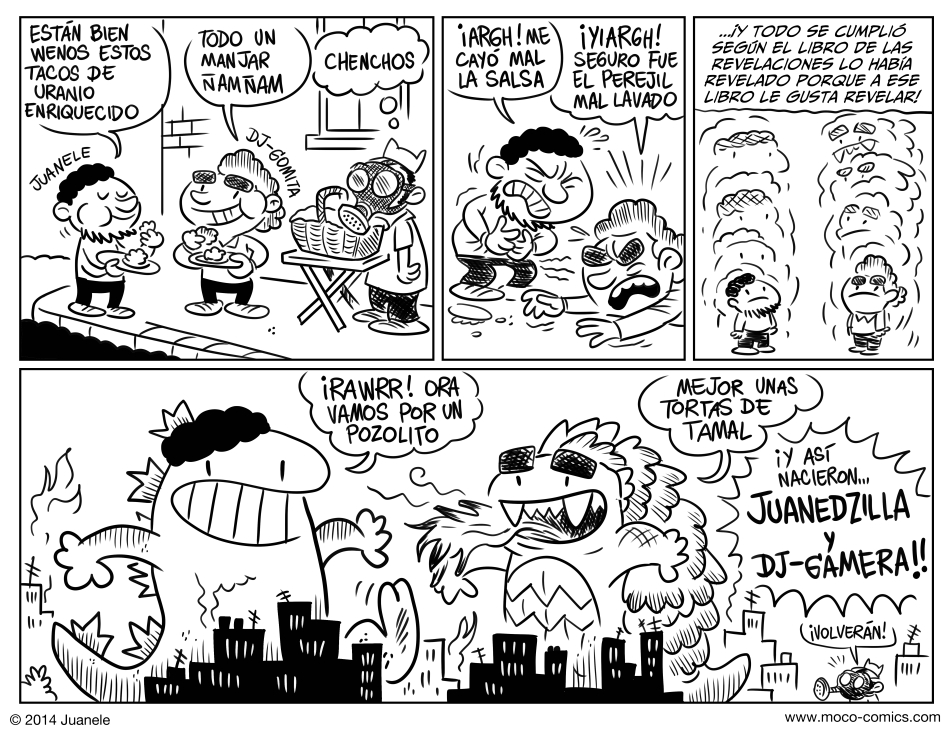 ESTÁN BIEN
WENOS ESTOS
TACOS DE
URANIO
ENRIQUECIDO
JUANELE
TODO UN
MANJAR
ÑAMÑAM
DJ-GOMITA
CHENCHOS
¡ARGH! ME
CAYÓ MAL
LA SALSA
¡YIARGH!
SEGURO FUE
EL PEREJIL
MAL LAVADO
...¡Y TODO SE CUMPLIÓ
SEGÚN EL LIBRO DE LAS
REVELACIONES LO HABÍA
REVELADO PORQUE A ESE
LIBRO LE GUSTA REVELAR!
¡RAWRR! ORA
VAMOS POR UN
POZOLITO
MEJOR UNAS
TORTAS DE
TAMAL
¡Y ASÍ
NACIERON...
JUANEDZILLA
Y
DJ-GAMERA!!
¡VOLVERÁN!
© 2014 Juanele
www.moco-comics.com